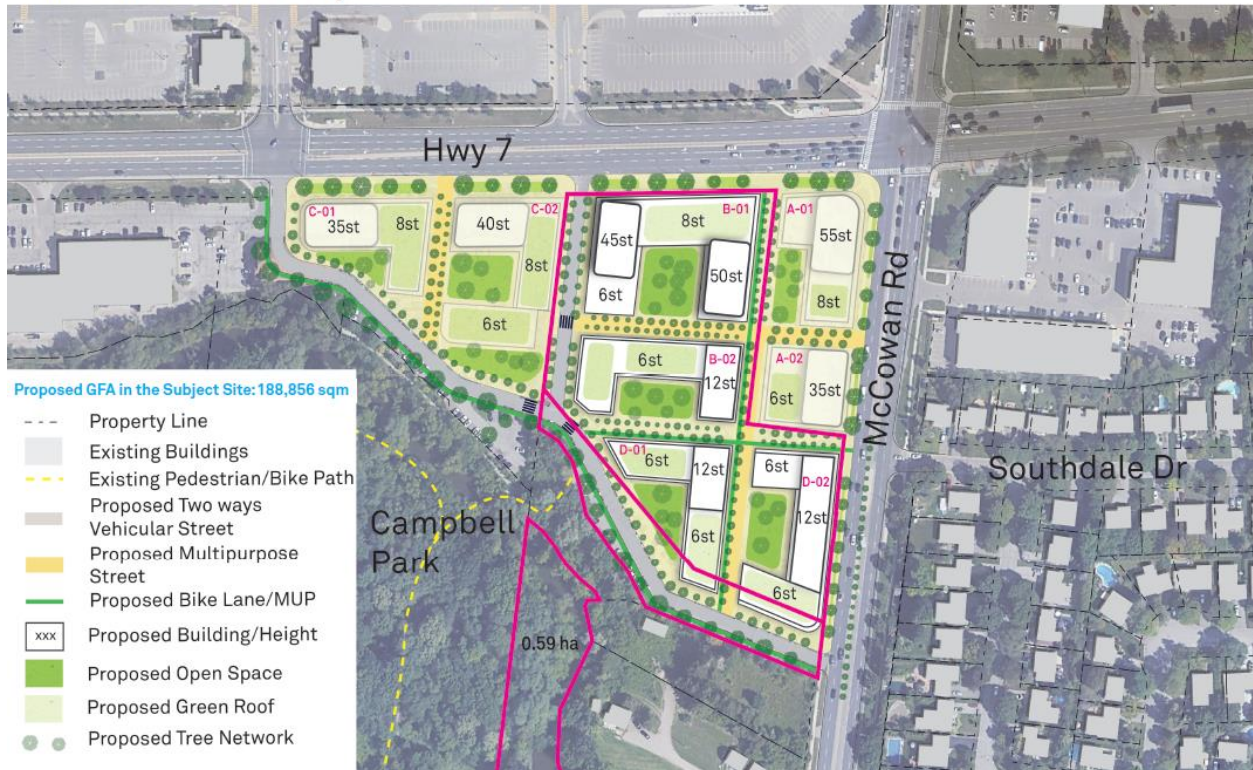 Hwy 7
C-01
35st
8st
40st
C-02
8st
6st
45st
8st
B-01
50st
6st
A-01
55st
8st
6st
B-02
12st
A-02
6st
35st
McCowan Rd
D-01
6st
12st
6st
6st
D-02
12st
6st
Southdale Dr
Campbell
Park
0.59 ha
Proposed GFA in the Subject Site:188,856 sqm
Property Line
Existing Buildings
Existing Pedestrian/Bike Path
Proposed Two ways
Vehicular Street
Proposed Multipurpose
Street
Proposed Bike Lane/MUP
xxx
Proposed Building/Height
Proposed Open Space
Proposed Green Roof
Proposed Tree Network